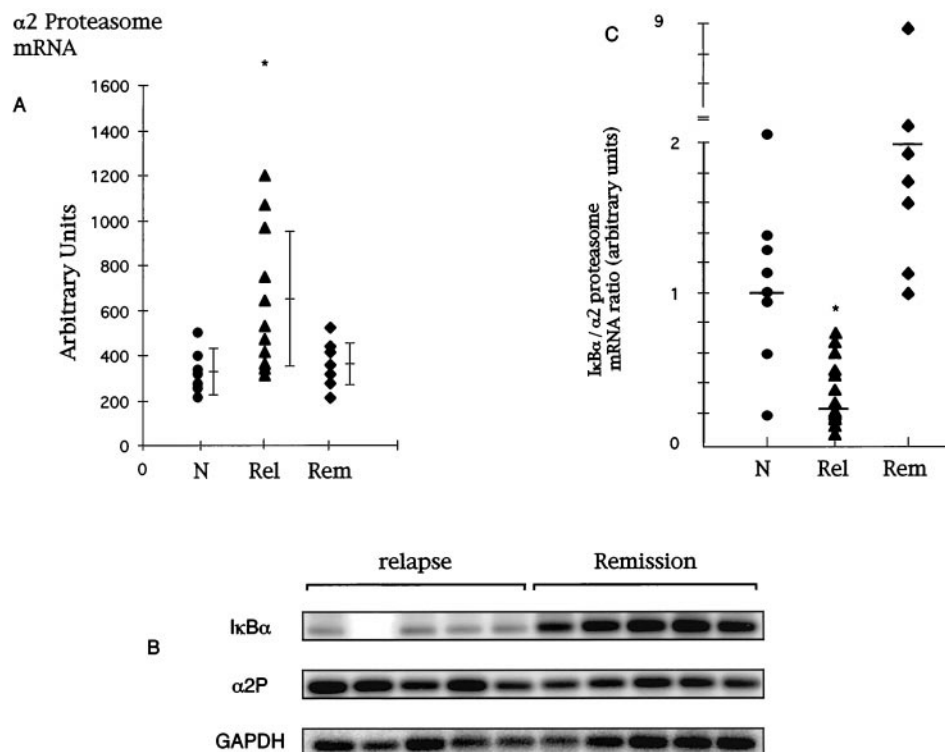 α2 Proteasome
mRNA
A
*
1600
1400
1200
1000
800
600
400
200
0
0
Arbitrary Units
N Rel Rem
C
9
2
1
0
IκBα / α2 proteasome
mRNA ratio (arbitrary units)
*
N Rel Rem
B
relapse Remission
IκBα
α2P
GAPDH